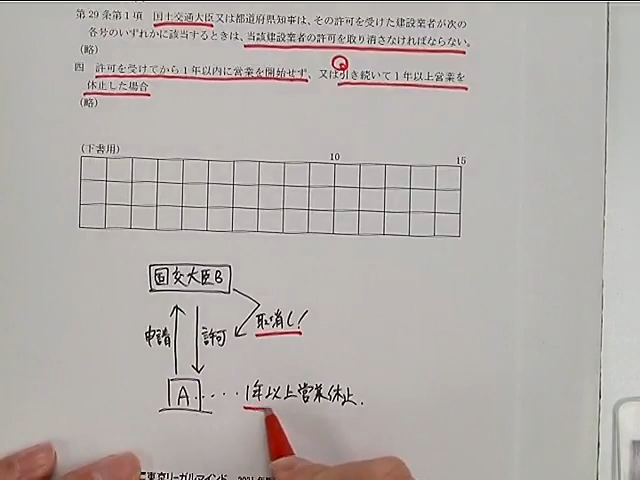 第29条第1項 国土交通大臣又は都道府県知事は、その許可を受けた建設業者が次の
各号のいずれかに該当するときは、当該建設業者の許可を取り消さなければならない。
(略)
四 許可を受けてから1年以内に営業を開始せず、又は引き続いて1年以上営業を
休止した場合
(略)
(下書用)
10
15
国交大臣B
申請
許可
取消し!
A
1年以上営業休止.
東京リーガルマインド